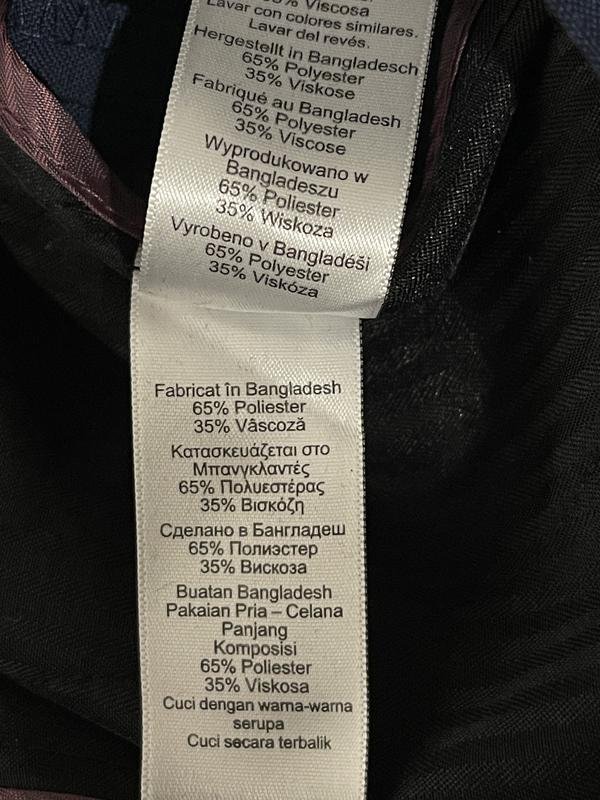 Viscosa
Lavar con colores similares.
Lavar del revés.
Hergestellt in Bangladesch
65% Polyester
35% Viskose
Fabriqué au Bangladesh
65% Polyester
35% Viscose
Wyprodukowano w
Bangladeszu
65% Poliester
35% Wiskoza
Vyrobeno v Bangladéši
65% Polyester
35% Viskóza
Fabricat în Bangladesh
65% Poliester
35% Vâscoză
Κατασκευάζεται στο
Μπανγκλαντές
65% Πολυεστέρας
35% Βισκόζη
Сделано в Бангладеш
65% Полиэстер
35% Вискоза
Buatan Bangladesh
Pakaian Pria – Celana
Panjang
Komposisi
65% Poliester
35% Viskosa
Cuci dengan warna-warna
serupa
Cuci secara terbalik